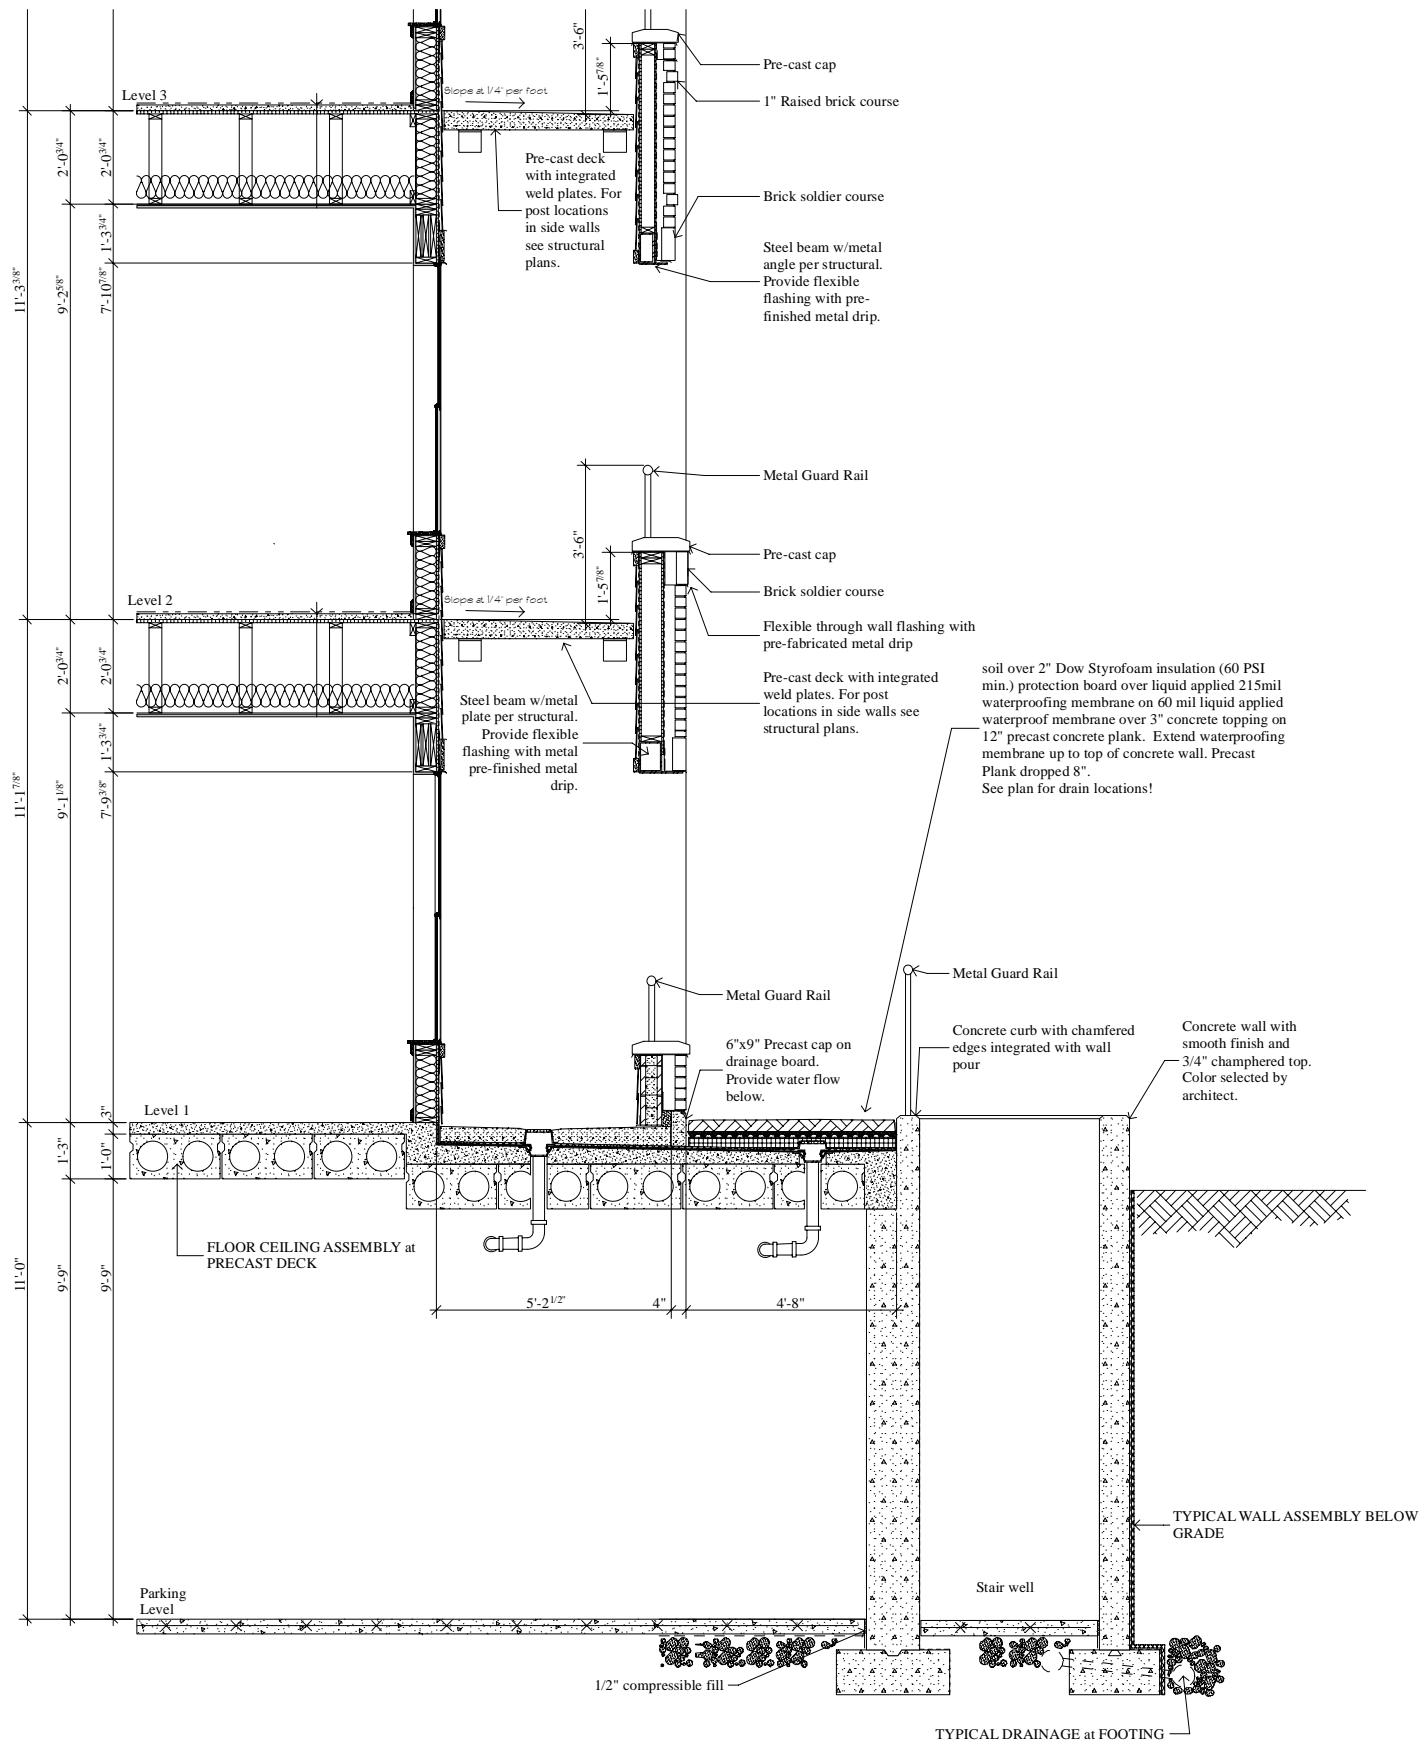 3'-6"
1'-5 7/8"
Pre-cast cap
1" Raised brick course
Level 3
Slope at 1/4" per foot
2'-0 3/4"
2'-0 3/4"
Pre-cast deck
with integrated
weld plates. For
post locations
in side walls
see structural
plans.
Brick soldier course
1'-3 3/4"
Steel beam w/metal
angle per structural.
Provide flexible
flashing with pre-
finished metal drip.
11'-3 3/8"
9'-2 5/8"
7'-10 7/8"
Metal Guard Rail
3'-6"
1'-5 7/8"
Pre-cast cap
Brick soldier course
Level 2
Slope at 1/4" per foot
Flexible through wall flashing with
pre-fabricated metal drip
2'-0 3/4"
2'-0 3/4"
Pre-cast deck with integrated
weld plates. For post
locations in side walls see
structural plans.
Steel beam w/metal
plate per structural.
Provide flexible
flashing with metal
pre-finished metal
drip.
soil over 2" Dow Styrofoam insulation (60 PSI
min.) protection board over liquid applied 215mil
waterproofing membrane on 60 mil liquid applied
waterproof membrane over 3" concrete topping on
12" precast concrete plank. Extend waterproofing
membrane up to top of concrete wall. Precast
Plank dropped 8".
See plan for drain locations!
1'-3 3/4"
11'-1 7/8"
9'-1 1/8"
7'-9 3/8"
Metal Guard Rail
Metal Guard Rail
6"x9" Precast cap on
drainage board.
Provide water flow
below.
Concrete curb with chamfered
edges integrated with wall
pour
Concrete wall with
smooth finish and
3/4" champhered top.
Color selected by
architect.
Level 1
3"
1'-3"
1'-0"
FLOOR CEILING ASSEMBLY at
PRECAST DECK
11'-0"
9'-9"
9'-9"
5'-2 1/2"
4"
4'-8"
TYPICAL WALL ASSEMBLY BELOW
GRADE
Parking
Level
Stair well
1/2" compressible fill
TYPICAL DRAINAGE at FOOTING